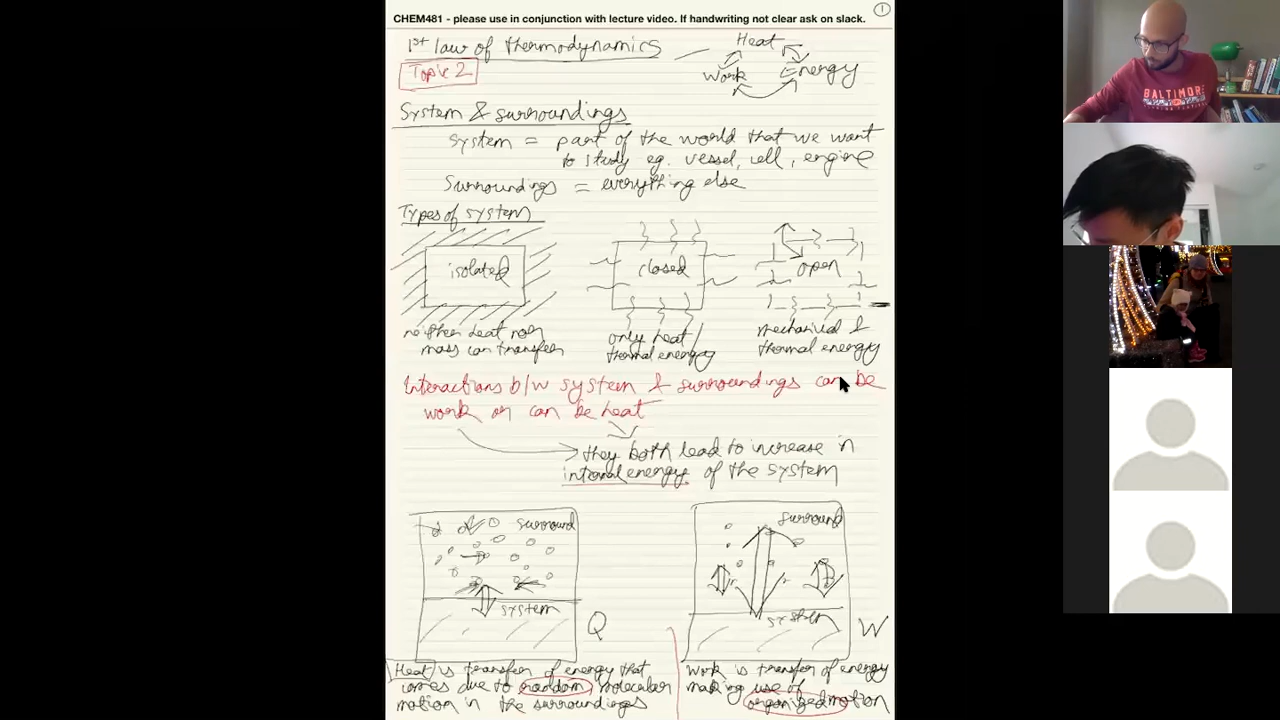 CHEM481 - please use in conjunction with lecture video. If handwriting not clear ask on slack.
1
1st law of thermodynamics
Topic 2
Heat
Work Energy
System & surroundings
system = part of the world that we want
to study eg. vessel, cell, engine
Surroundings = everything else
Types of system
isolated closed open
neither heat nor
mass can transfer
only heat/
thermal energy
mechanical &
thermal energy
Interactions b/w system & surroundings can be
work or can be heat
they both lead to increase in
internal energy of the system
surround
system
Q
surround
system
W
Heat is transfer of energy that
comes due to random molecular
motion in the surroundings
Work is transfer of energy
making use of
organized motion
BALTIMORE